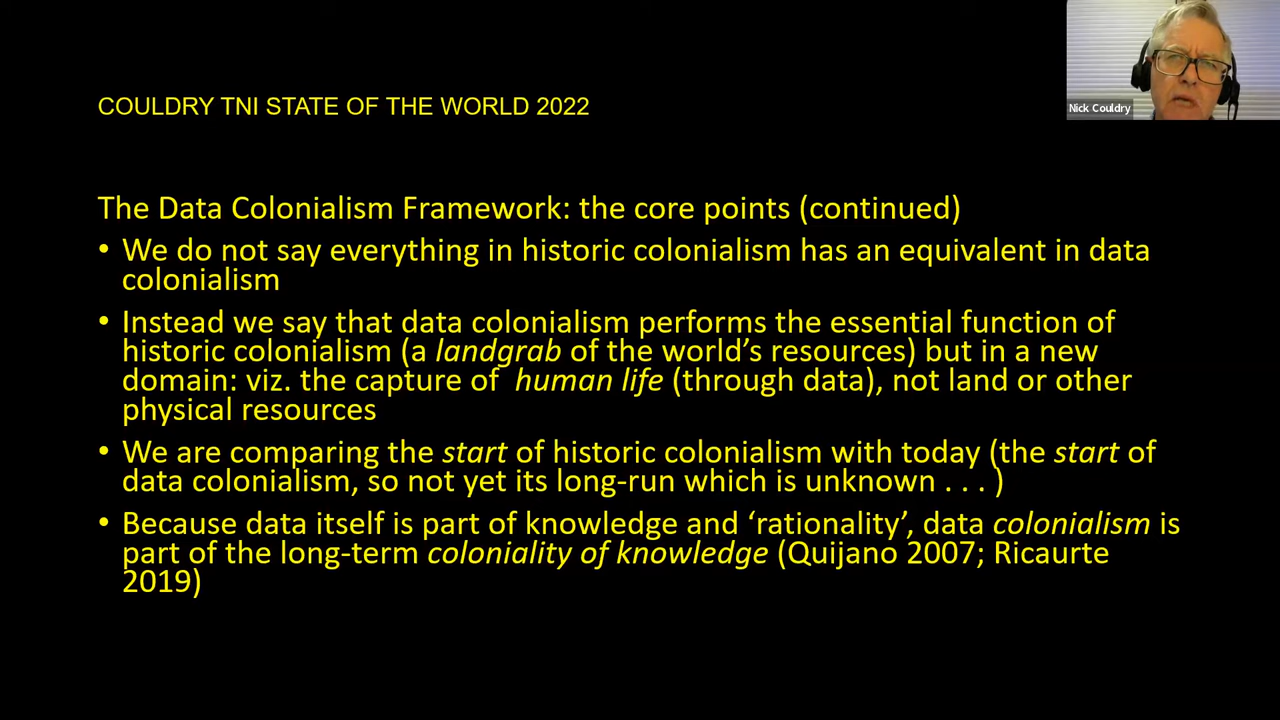 Nick Couldry
COULDRY TNI STATE OF THE WORLD 2022
The Data Colonialism Framework: the core points (continued)
• We do not say everything in historic colonialism has an equivalent in data
colonialism
• Instead we say that data colonialism performs the essential function of
historic colonialism (a landgrab of the world’s resources) but in a new
domain: viz. the capture of human life (through data), not land or other
physical resources
• We are comparing the start of historic colonialism with today (the start of
data colonialism, so not yet its long-run which is unknown . . . )
• Because data itself is part of knowledge and ‘rationality’, data colonialism is
part of the long-term coloniality of knowledge (Quijano 2007; Ricaurte
2019)